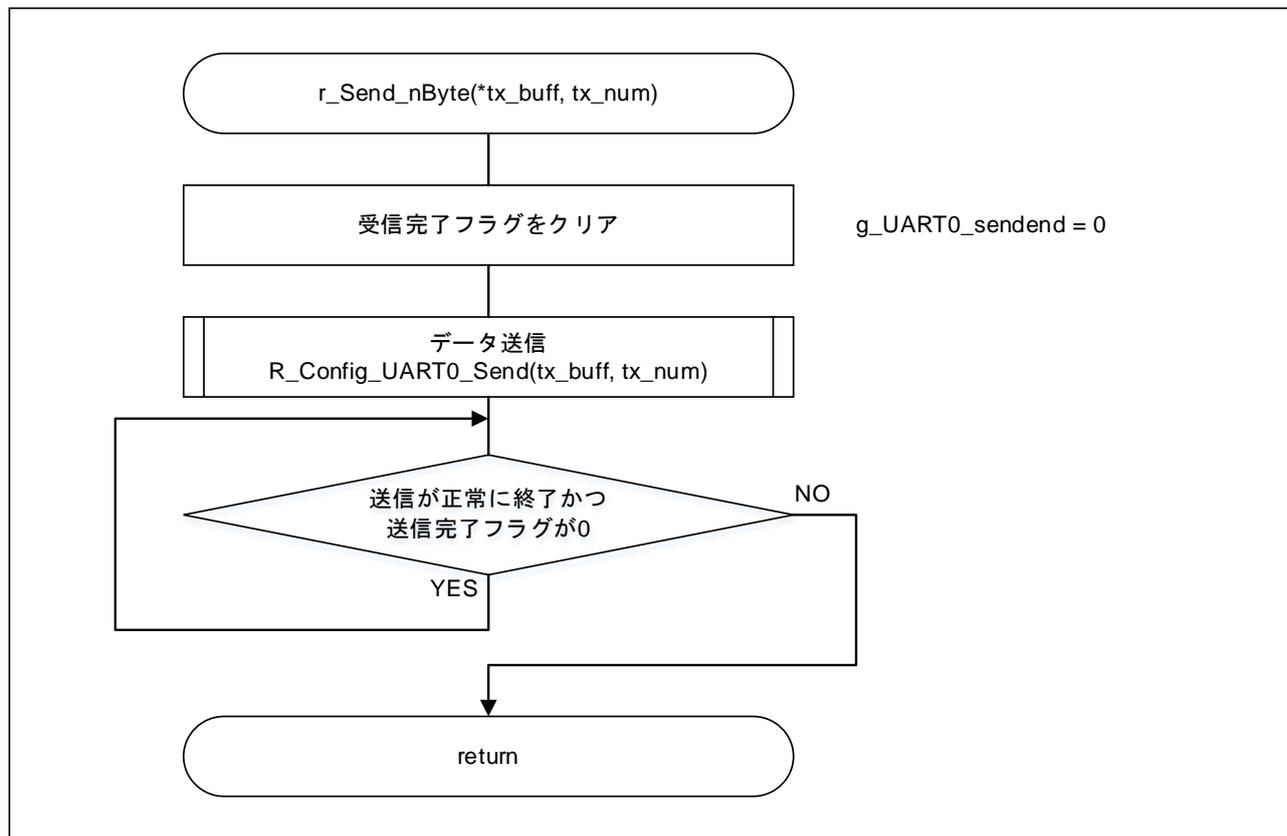 r_Send_nByte(*tx_buff, tx_num)
受信完了フラグをクリア
g_UART0_sendend = 0
データ送信
R_Config_UART0_Send(tx_buff, tx_num)
送信が正常に終了かつ
送信完了フラグが0
NO
YES
return